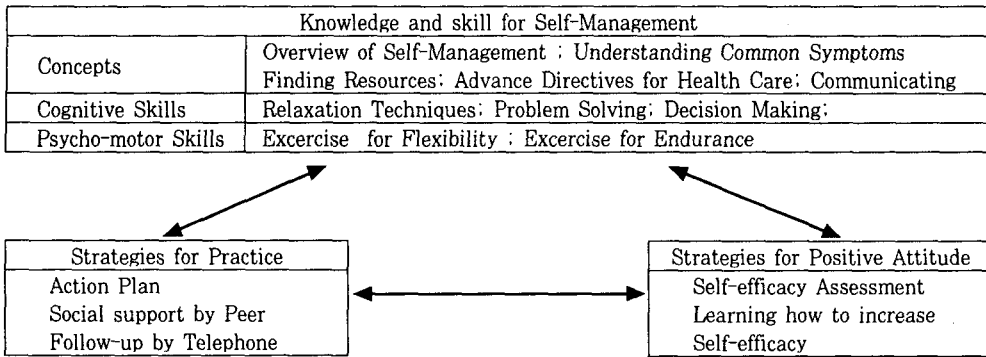 Knowledge and skill for Self-Management
Concepts
Overview of Self-Management ; Understanding Common Symptoms
Finding Resources; Advance Directives for Health Care; Communicating
Cognitive Skills
Relaxation Techniques; Problem Solving; Decision Making;
Psycho-motor Skills
Excercise for Flexibility ; Excercise for Endurance
Strategies for Practice
Action Plan
Social support by Peer
Follow-up by Telephone
Strategies for Positive Attitude
Self-efficacy Assessment
Learning how to increase
Self-efficacy